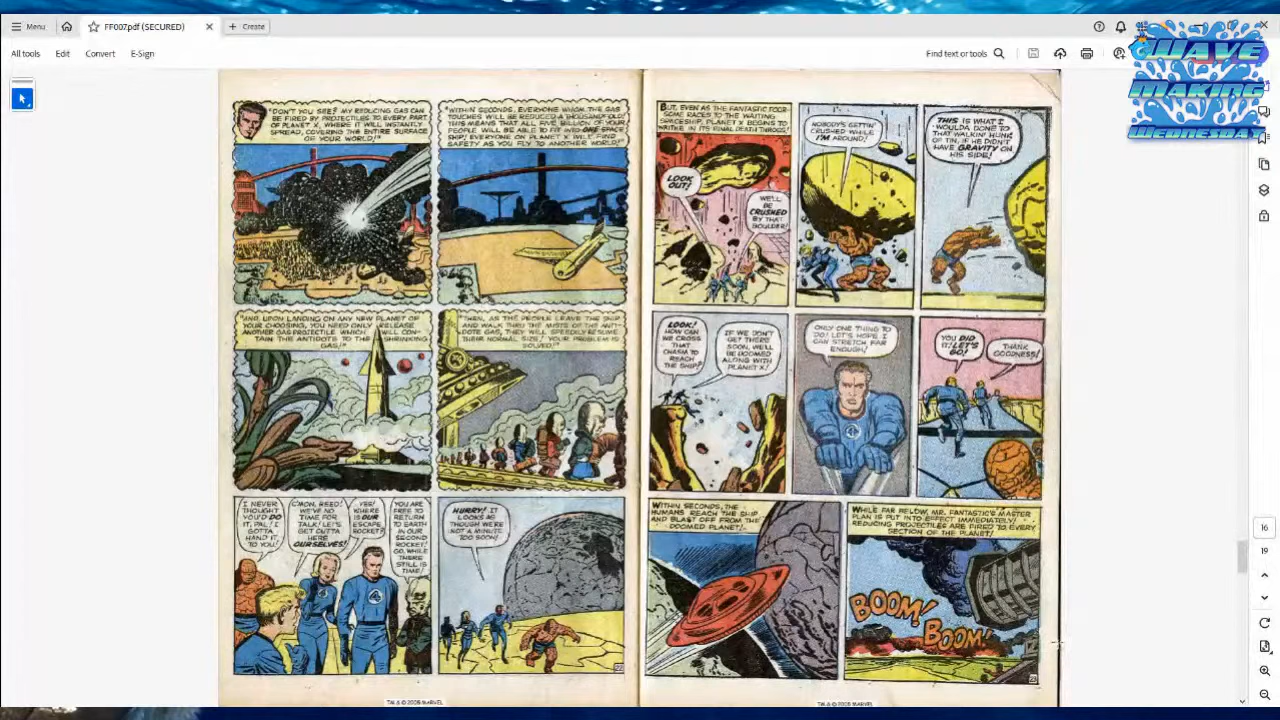 Menu
FF007pdf (SECURED)
Create
All tools
Edit
Convert
E-Sign
Find text or tools
WAVE
MAKING
WEDNESDAY
"DON'T YOU SEE? MY REDUCING GAS CAN
BE FIRED BY PROJECTILES TO EVERY PART
OF PLANET X, WHERE IT WILL INSTANTLY
SPREAD, COVERING THE ENTIRE SURFACE
OF YOUR WORLD!"
"WITHIN SECONDS, EVERYONE WHOM THE GAS
TOUCHES WILL BE REDUCED A THOUSAND-FOLD!
THIS MEANS THAT ALL FIVE BILLION OF YOUR
PEOPLE WILL BE ABLE TO FIT INTO ONE SPACE
SHIP! EVERYONE ON PLANET X WILL FIND
SAFETY AS YOU FLY TO ANOTHER WORLD!"
"AND, UPON LANDING ON ANY NEW PLANET OF
YOUR CHOOSING, YOU NEED ONLY RELEASE
ANOTHER GAS PROJECTILE WHICH WILL CON-
TAIN THE ANTIDOTE TO THE SHRINKING
GAS!"
"THEN, AS THE PEOPLE LEAVE THE SHIP
AND WALK THRU THE MISTS OF THE ANTI-
DOTE GAS, THEY WILL SPEEDILY RESUME
THEIR NORMAL SIZE! YOUR PROBLEM IS
SOLVED!"
I NEVER
THOUGHT
YOU'D DO
IT, PAL! I
GOTTA
HAND IT
TO YOU!
C'MON, REED!
WE'VE NO
TIME FOR
TALK! LET'S
GET OUTTA
HERE
OURSELVES!
YES!
WHERE
IS OUR
ESCAPE
ROCKET?
YOU ARE
FREE TO
RETURN
TO EARTH
IN OUR
SECOND
ROCKET!
GO, WHILE
THERE
STILL IS
TIME!
HURRY! IT
LOOKS AS
THOUGH WE'RE
NOT A MINUTE
TOO SOON!
22
TM & © 2005 MARVEL
BUT, EVEN AS THE FANTASTIC FOUR-
SOME RACES TO THE WAITING
SPACESHIP, PLANET X BEGINS TO
WRITHE IN ITS FINAL DEATH THROES!
LOOK
OUT!
WE'LL
BE
CRUSHED
BY THAT
BOULDER!
NOBODY'S GETTIN'
CRUSHED WHILE
I'M AROUND!
THIS IS WHAT I
WOULDA DONE TO
THAT WALKIN' HUNK
OF TIN, IF HE DIDN'T
HAVE GRAVITY ON
HIS SIDE!
LOOK!
HOW CAN
WE CROSS
THAT
CHASM TO
REACH
THE SHIP?
IF WE DON'T
GET THERE
SOON, WE'LL
BE DOOMED
ALONG WITH
PLANET X!
ONLY ONE THING TO
DO! LET'S HOPE I
CAN STRETCH FAR
ENOUGH!
YOU DID
IT! LET'S
GO!
THANK
GOODNESS!
WITHIN SECONDS, THE
HUMANS REACH THE SHIP
AND BLAST OFF FROM THE
DOOMED PLANET!
WHILE FAR BELOW, MR. FANTASTIC'S MASTER
PLAN IS PUT INTO EFFECT IMMEDIATELY!
REDUCING PROJECTILES ARE FIRED TO EVERY
SECTION OF THE PLANET!
BOOM!
BOOM!
23
TM & © 2005 MARVEL
16
19